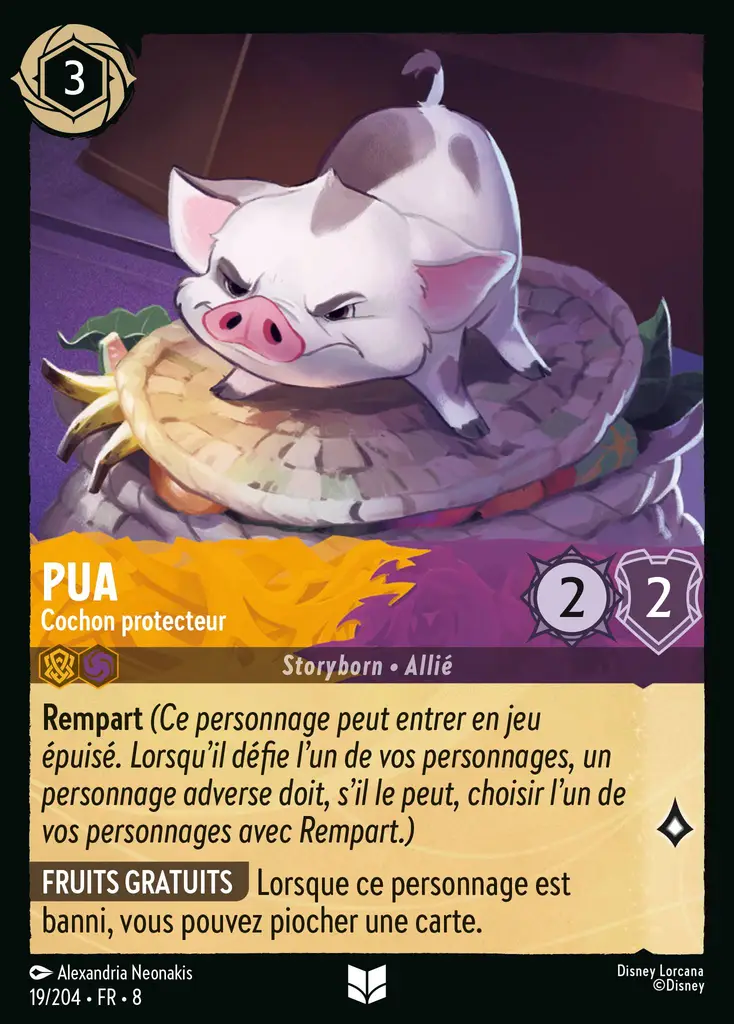 3
PUA
Cochon protecteur
2
2
Storyborn • Allié
Rempart (Ce personnage peut entrer en jeu
épuisé. Lorsqu'il défie l'un de vos personnages, un
personnage adverse doit, s'il le peut, choisir l'un de
vos personnages avec Rempart.)
FRUITS GRATUITS Lorsque ce personnage est
banni, vous pouvez piocher une carte.
Alexandria Neonakis
19/204 • FR • 8
Disney Lorcana
©Disney